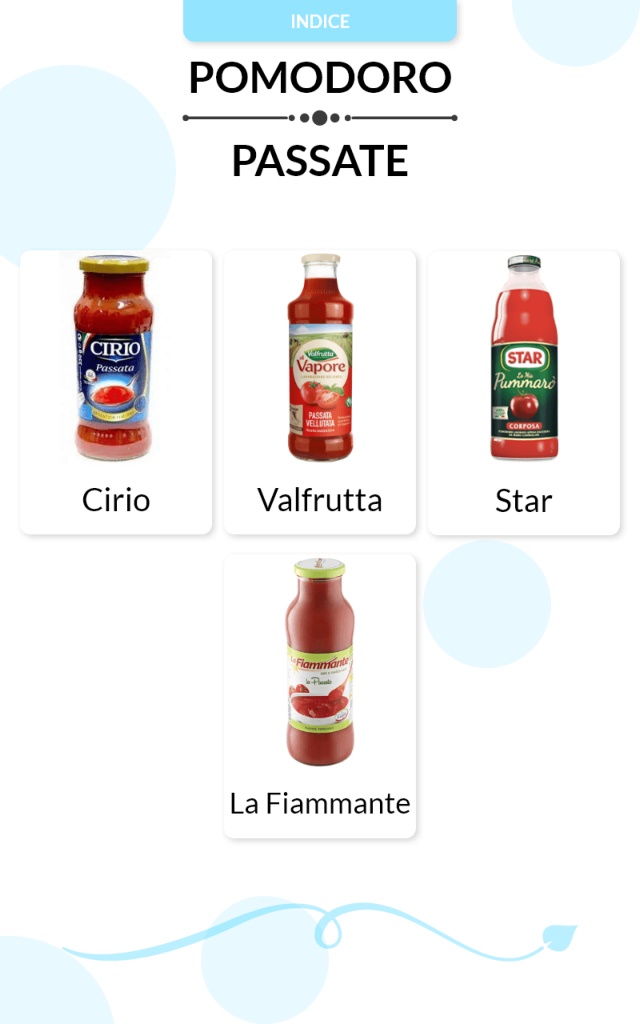 INDICE
POMODORO
PASSATE
CIRIO
Passata
Valfrutta
Vapore
PASSATA
VELLUTATA
STAR
La Mia
Pummarò
CORPOSA
Cirio
Valfrutta
Star
La Fiammante
la Passata
La Fiammante